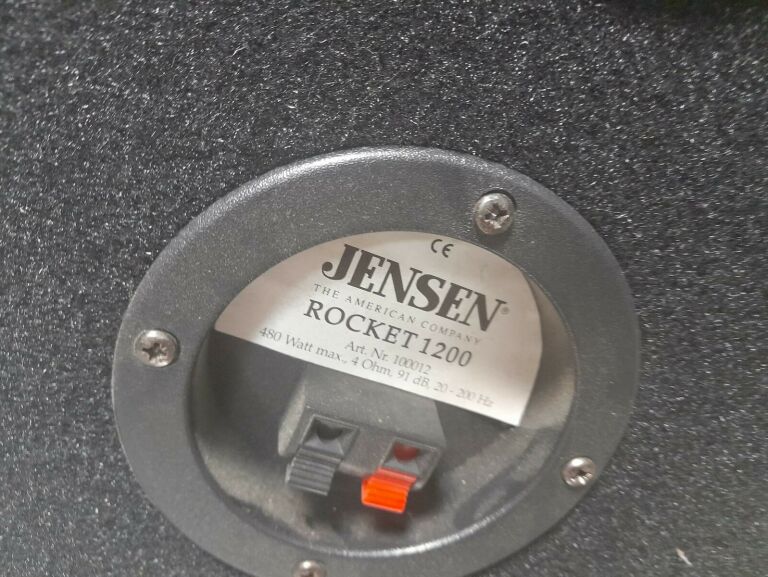 CE
JENSEN®
THE AMERICAN COMPANY
ROCKET 1200
Art. Nr. 100012
480 Watt max., 4 Ohm, 91 dB, 20 - 200 Hz